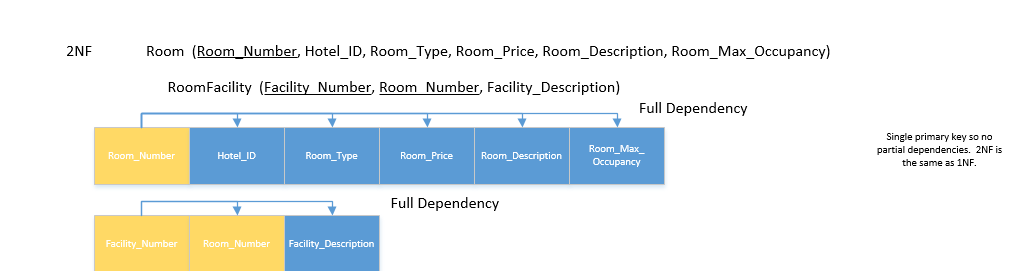 2NF Room (Room_Number, Hotel_ID, Room_Type, Room_Price, Room_Description, Room_Max_Occupancy)
RoomFacility (Facility_Number, Room_Number, Facility_Description)
Full Dependency
Room_Number Hotel_ID Room_Type Room_Price Room_Description Room_Max_
Occupancy
Single primary key so no
partial dependencies. 2NF is
the same as 1NF.
Full Dependency
Facility_Number Room_Number Facility_Description